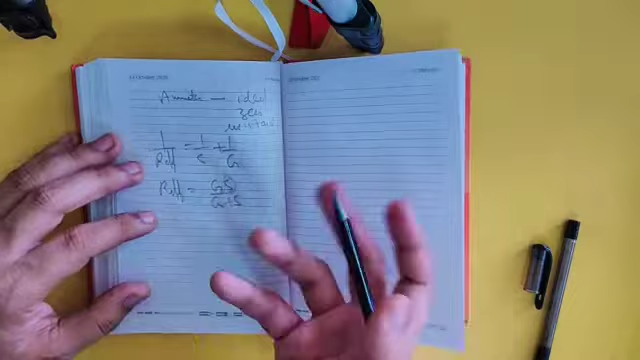 Ammeter — ideal
zero
resistance
1/Reff = 1/S + 1/G
Reff = GS/G+S